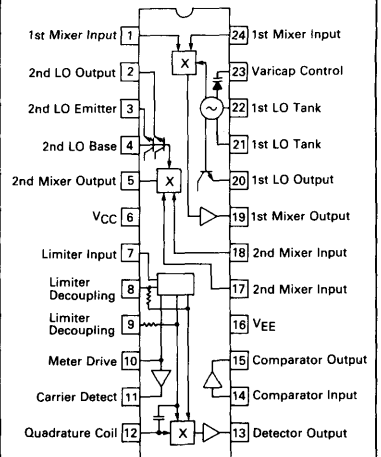 1st Mixer Input 1
2nd LO Output 2
2nd LO Emitter 3
2nd LO Base 4
2nd Mixer Output 5
VCC 6
Limiter Input 7
Limiter
Decoupling 8
Limiter
Decoupling 9
Meter Drive 10
Carrier Detect 11
Quadrature Coil 12
X
X
X
24 1st Mixer Input
23 Varicap Control
22 1st LO Tank
21 1st LO Tank
20 1st LO Output
19 1st Mixer Output
18 2nd Mixer Input
17 2nd Mixer Input
16 VEE
15 Comparator Output
14 Comparator Input
13 Detector Output